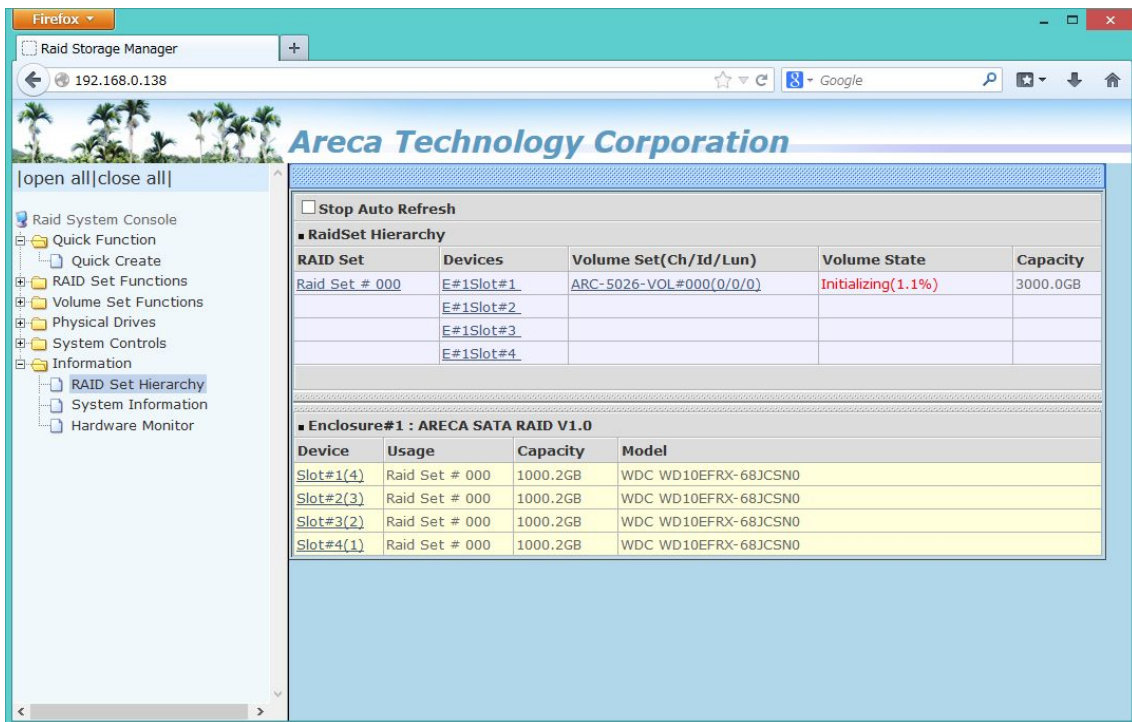 Firefox
Raid Storage Manager
192.168.0.138
Google
Areca Technology Corporation
|open all|close all|
Raid System Console
Quick Function
Quick Create
RAID Set Functions
Volume Set Functions
Physical Drives
System Controls
Information
RAID Set Hierarchy
System Information
Hardware Monitor
Stop Auto Refresh
RaidSet Hierarchy
RAID Set Devices Volume Set(Ch/Id/Lun) Volume State Capacity
Raid Set # 000 E#1Slot#1 ARC-5026-VOL#000(0/0/0) Initializing(1.1%) 3000.0GB
E#1Slot#2
E#1Slot#3
E#1Slot#4
Enclosure#1 : ARECA SATA RAID V1.0
Device Usage Capacity Model
Slot#1(4) Raid Set # 000 1000.2GB WDC WD10EFRX-68JCSN0
Slot#2(3) Raid Set # 000 1000.2GB WDC WD10EFRX-68JCSN0
Slot#3(2) Raid Set # 000 1000.2GB WDC WD10EFRX-68JCSN0
Slot#4(1) Raid Set # 000 1000.2GB WDC WD10EFRX-68JCSN0